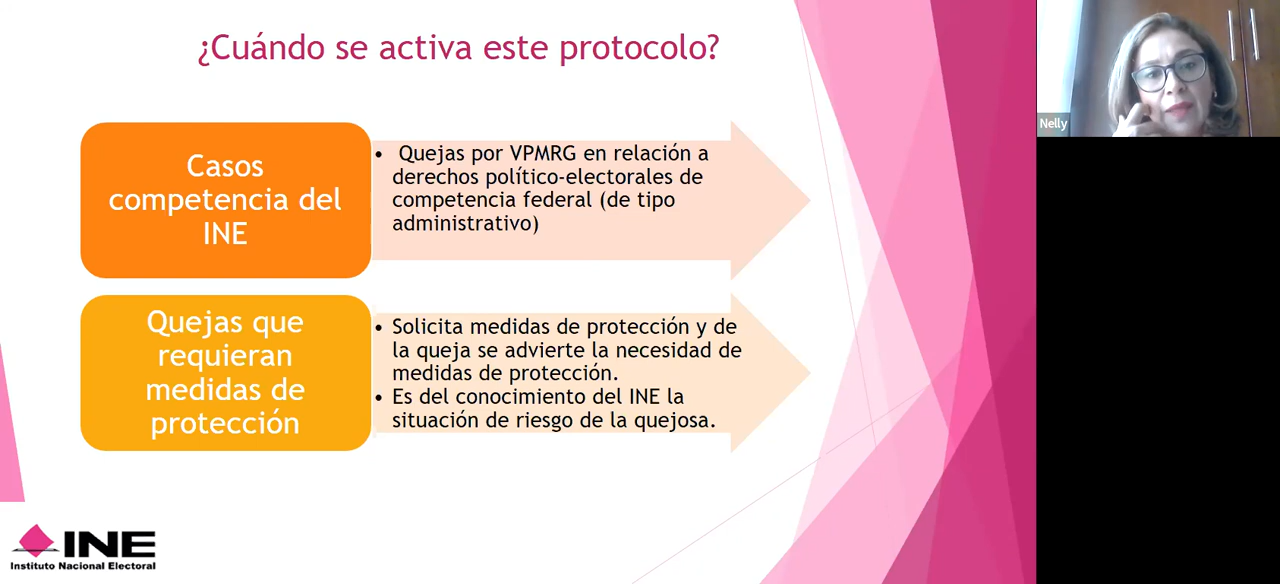 ¿Cuándo se activa este protocolo?
Casos
competencia del
INE
• Quejas por VPMRG en relación a
derechos político-electorales de
competencia federal (de tipo
administrativo)
Quejas que
requieran
medidas de
protección
• Solicita medidas de protección y de
la queja se advierte la necesidad de
medidas de protección.
• Es del conocimiento del INE la
situación de riesgo de la quejosa.
INE
Instituto Nacional Electoral
Nelly